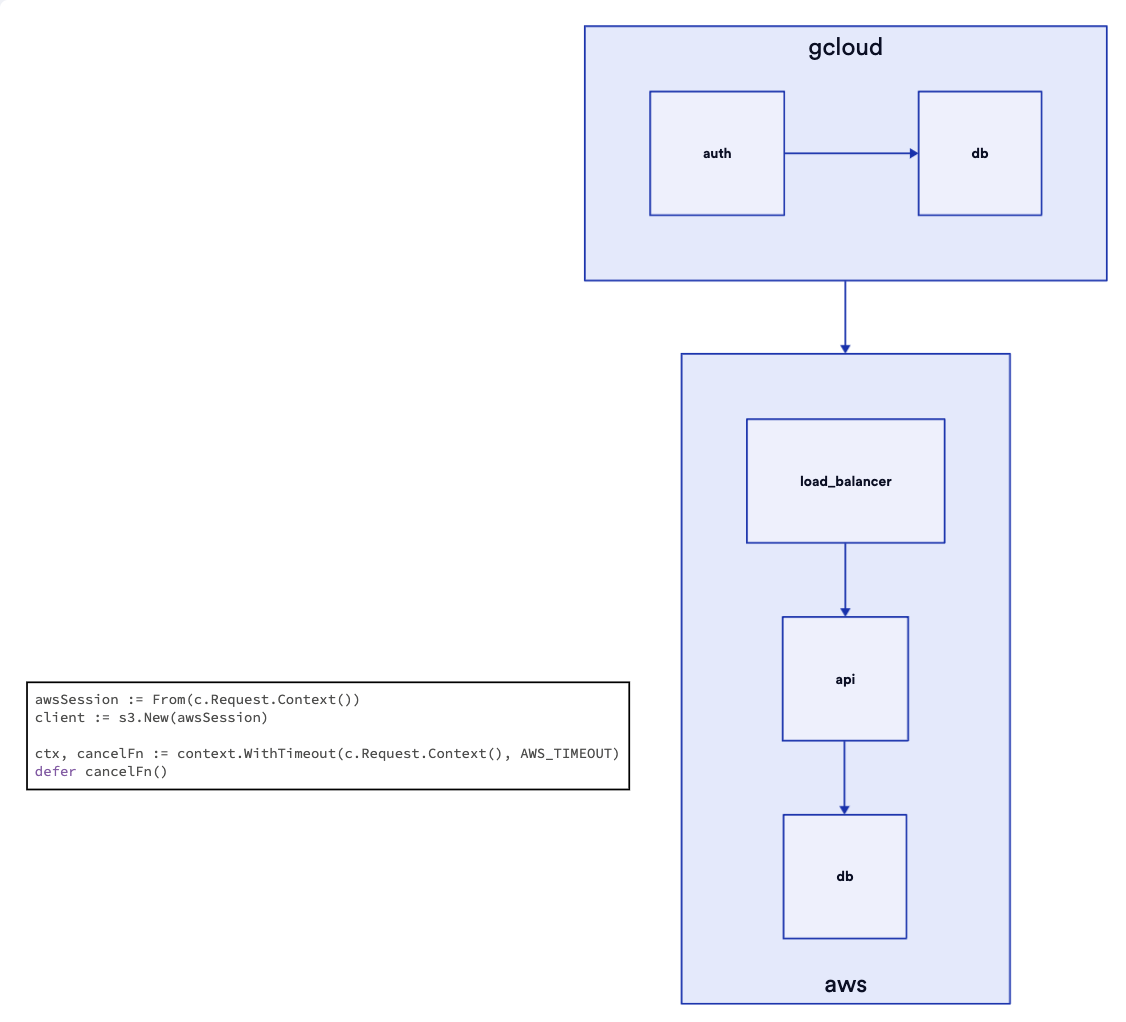 gcloud
auth
db
load_balancer
api
awsSession := From(c.Request.Context())
client := s3.New(awsSession)
ctx, cancelFn := context.WithTimeout(c.Request.Context(), AWS_TIMEOUT)
defer cancelFn()
db
aws